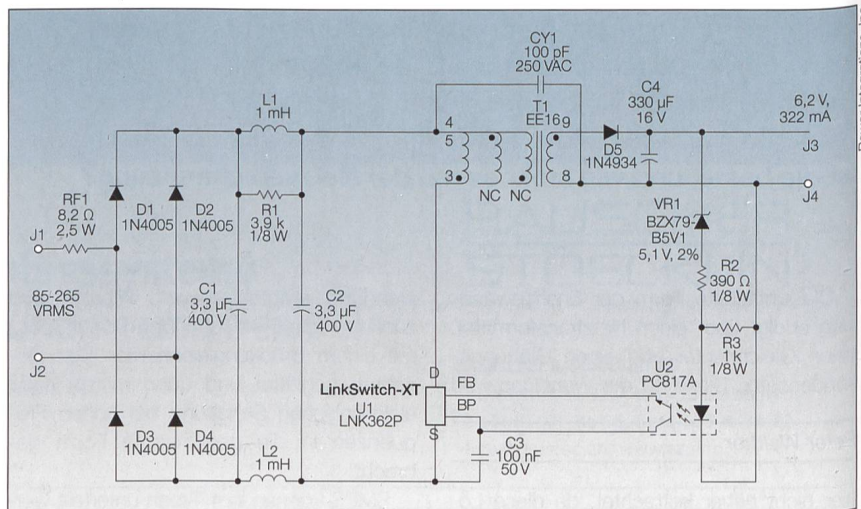 CY1
100 pF
250 VAC
L1
1 mH
4
5
3
T1
EE16
9
8
NC
NC
D5
1N4934
C4
330 µF
16 V
6,2 V,
322 mA
J3
J4
RF1
8,2 Ω
2,5 W
J1
D1
1N4005
D2
1N4005
R1
3,9 k
1/8 W
VR1
BZX79-
B5V1
5,1 V, 2%
R2
390 Ω
1/8 W
85-265
VRMS
C1
3,3 µF
400 V
C2
3,3 µF
400 V
R3
1 k
1/8 W
J2
D
FB
BP
S
LinkSwitch-XT
U1
LNK362P
U2
PC817A
D3
1N4005
D4
1N4005
L2
1 mH
C3
100 nF
50 V